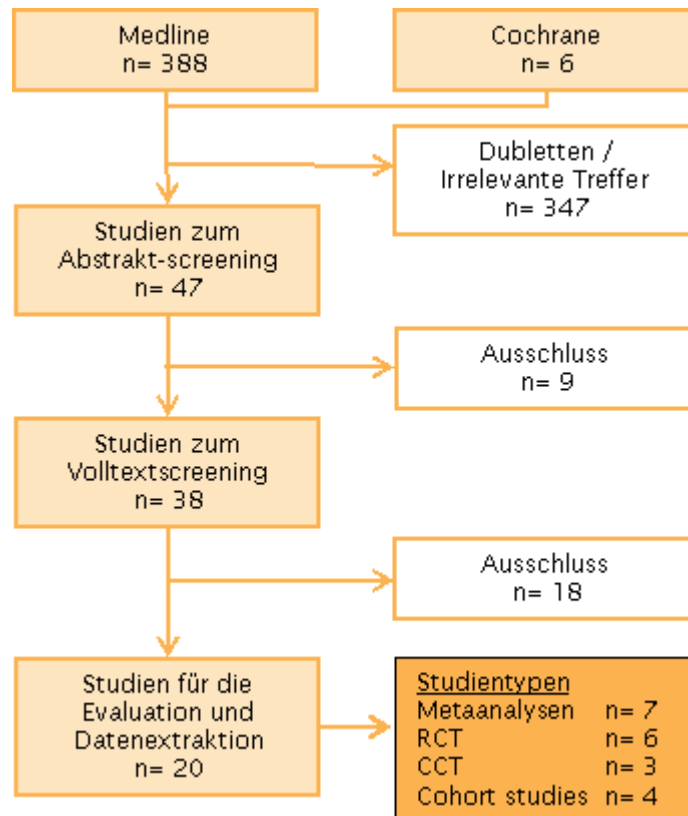 Medline
n= 388
Cochrane
n= 6
Dubletten /
Irrelevante Treffer
n= 347
Studien zum
Abstrakt-screening
n= 47
Ausschluss
n= 9
Studien zum
Volltextscreening
n= 38
Ausschluss
n= 18
Studien für die
Evaluation und
Datenextraktion
n= 20
Studientypen
Metaanalysen n= 7
RCT n= 6
CCT n= 3
Cohort studies n= 4